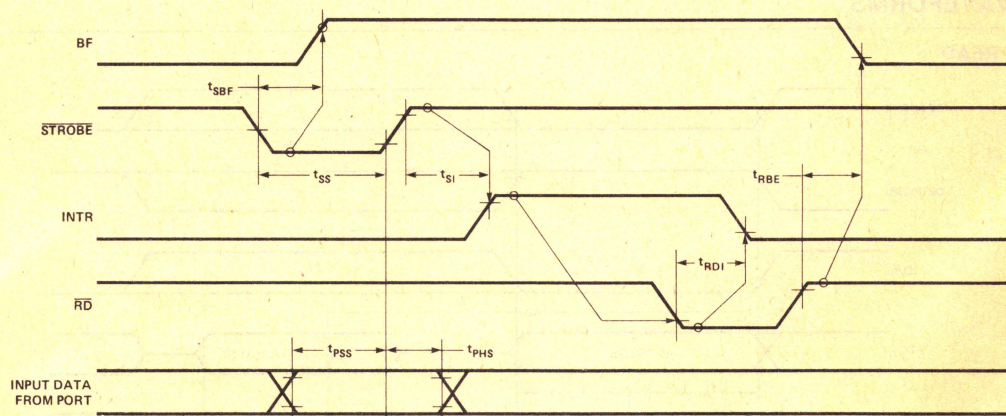 BF
tSBF
STROBE
tSS
tSI
tRBE
INTR
tRDI
RD
tPSS
tPHS
INPUT DATA
FROM PORT